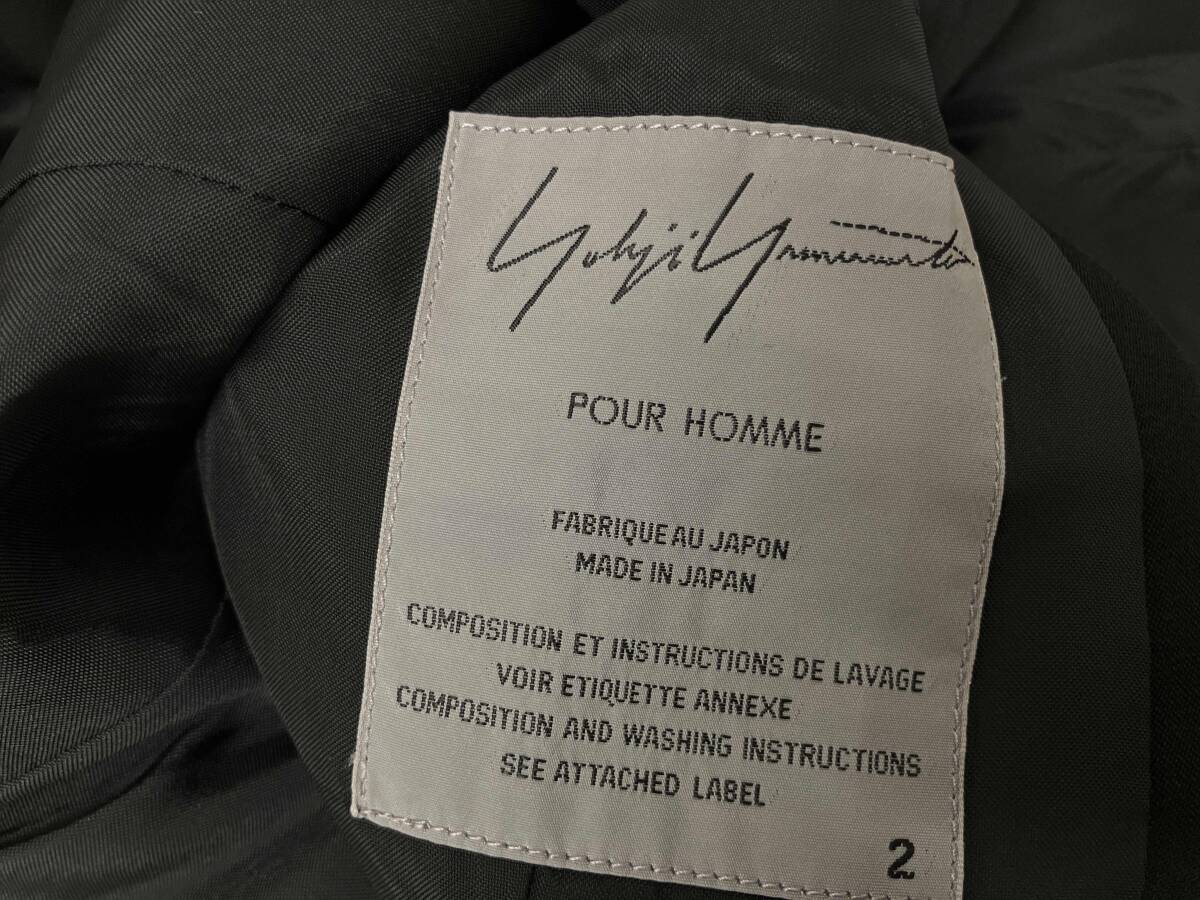 Yohji Yamamoto
POUR HOMME
FABRIQUE AU JAPON
MADE IN JAPAN
COMPOSITION ET INSTRUCTIONS DE LAVAGE
VOIR ETIQUETTE ANNEXE
COMPOSITION AND WASHING INSTRUCTIONS
SEE ATTACHED LABEL
2